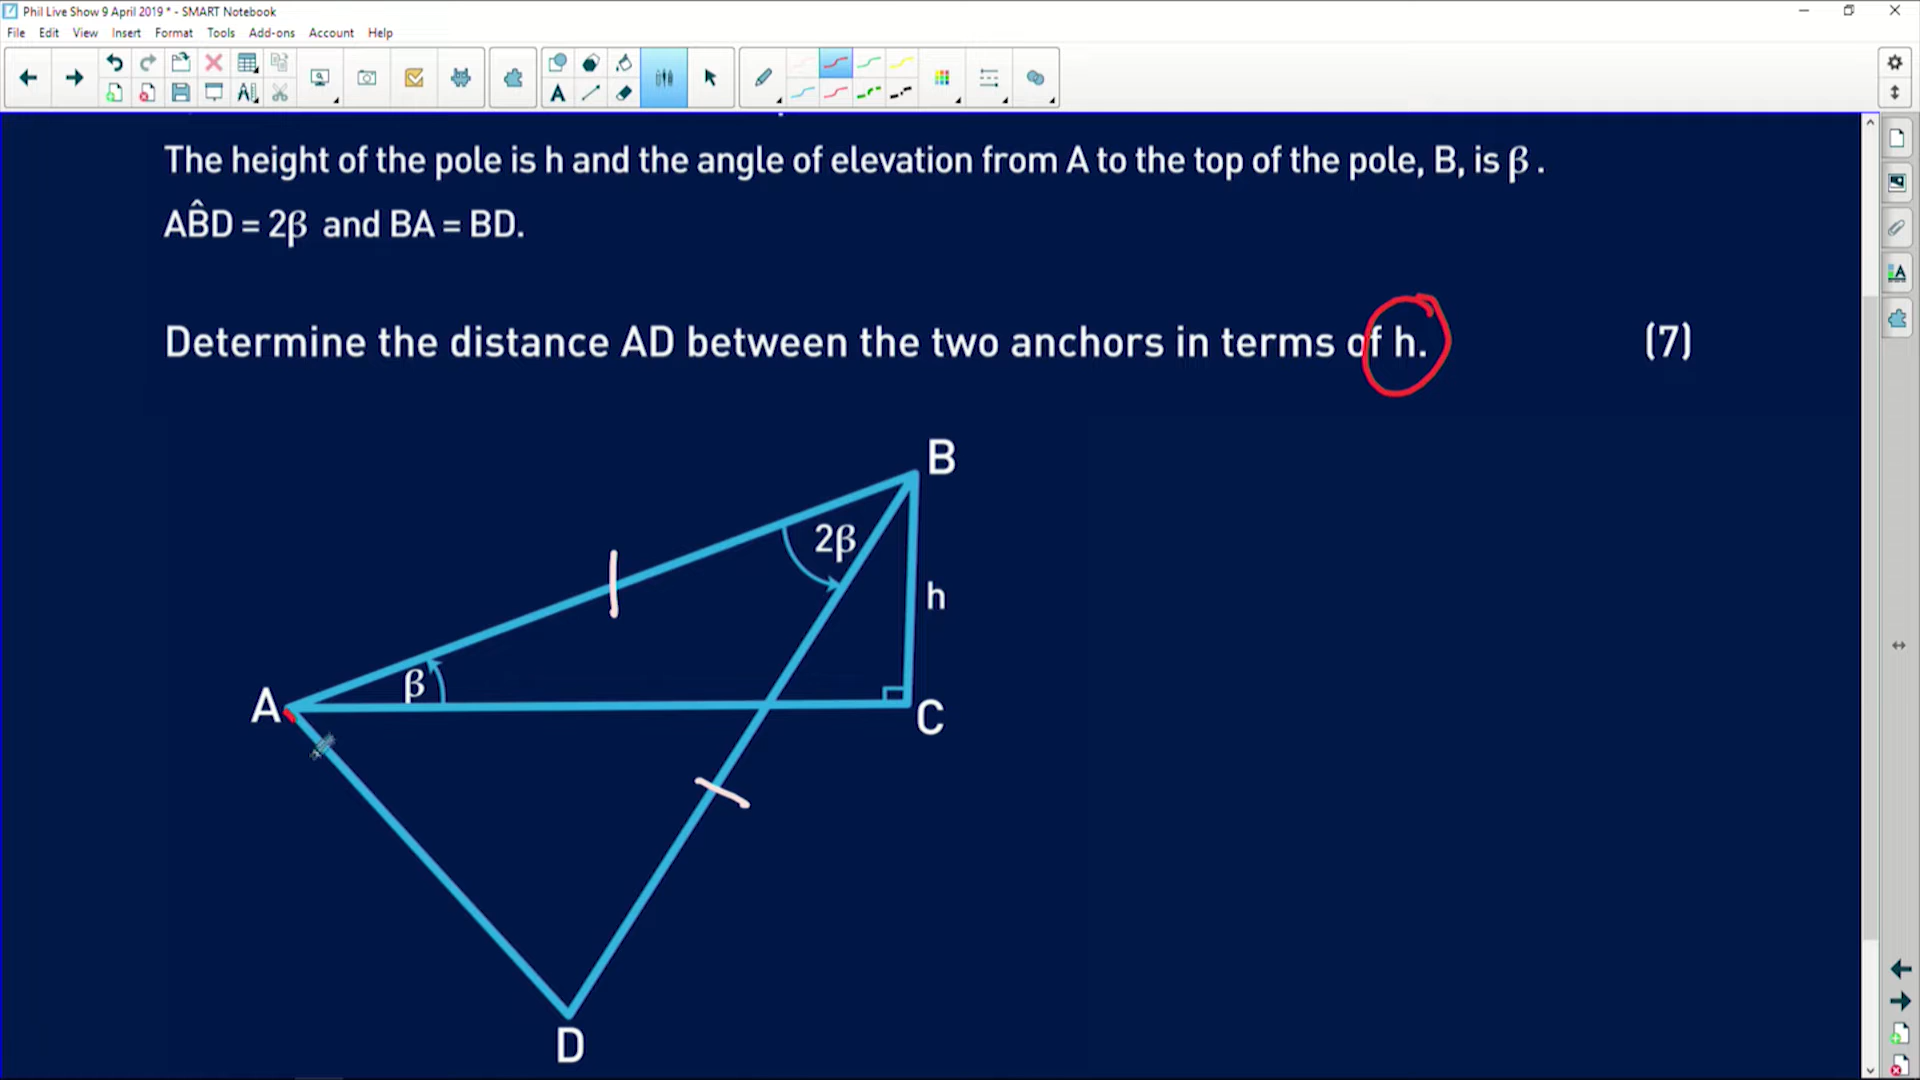 Phil Live Show 9 April 2019 * - SMART Notebook
File Edit View Insert Format Tools Add-ons Account Help
The height of the pole is h and the angle of elevation from A to the top of the pole, B, is β .
AB̂D = 2β and BA = BD.
Determine the distance AD between the two anchors in terms of h. (7)
B
2β
h
β
A
C
D